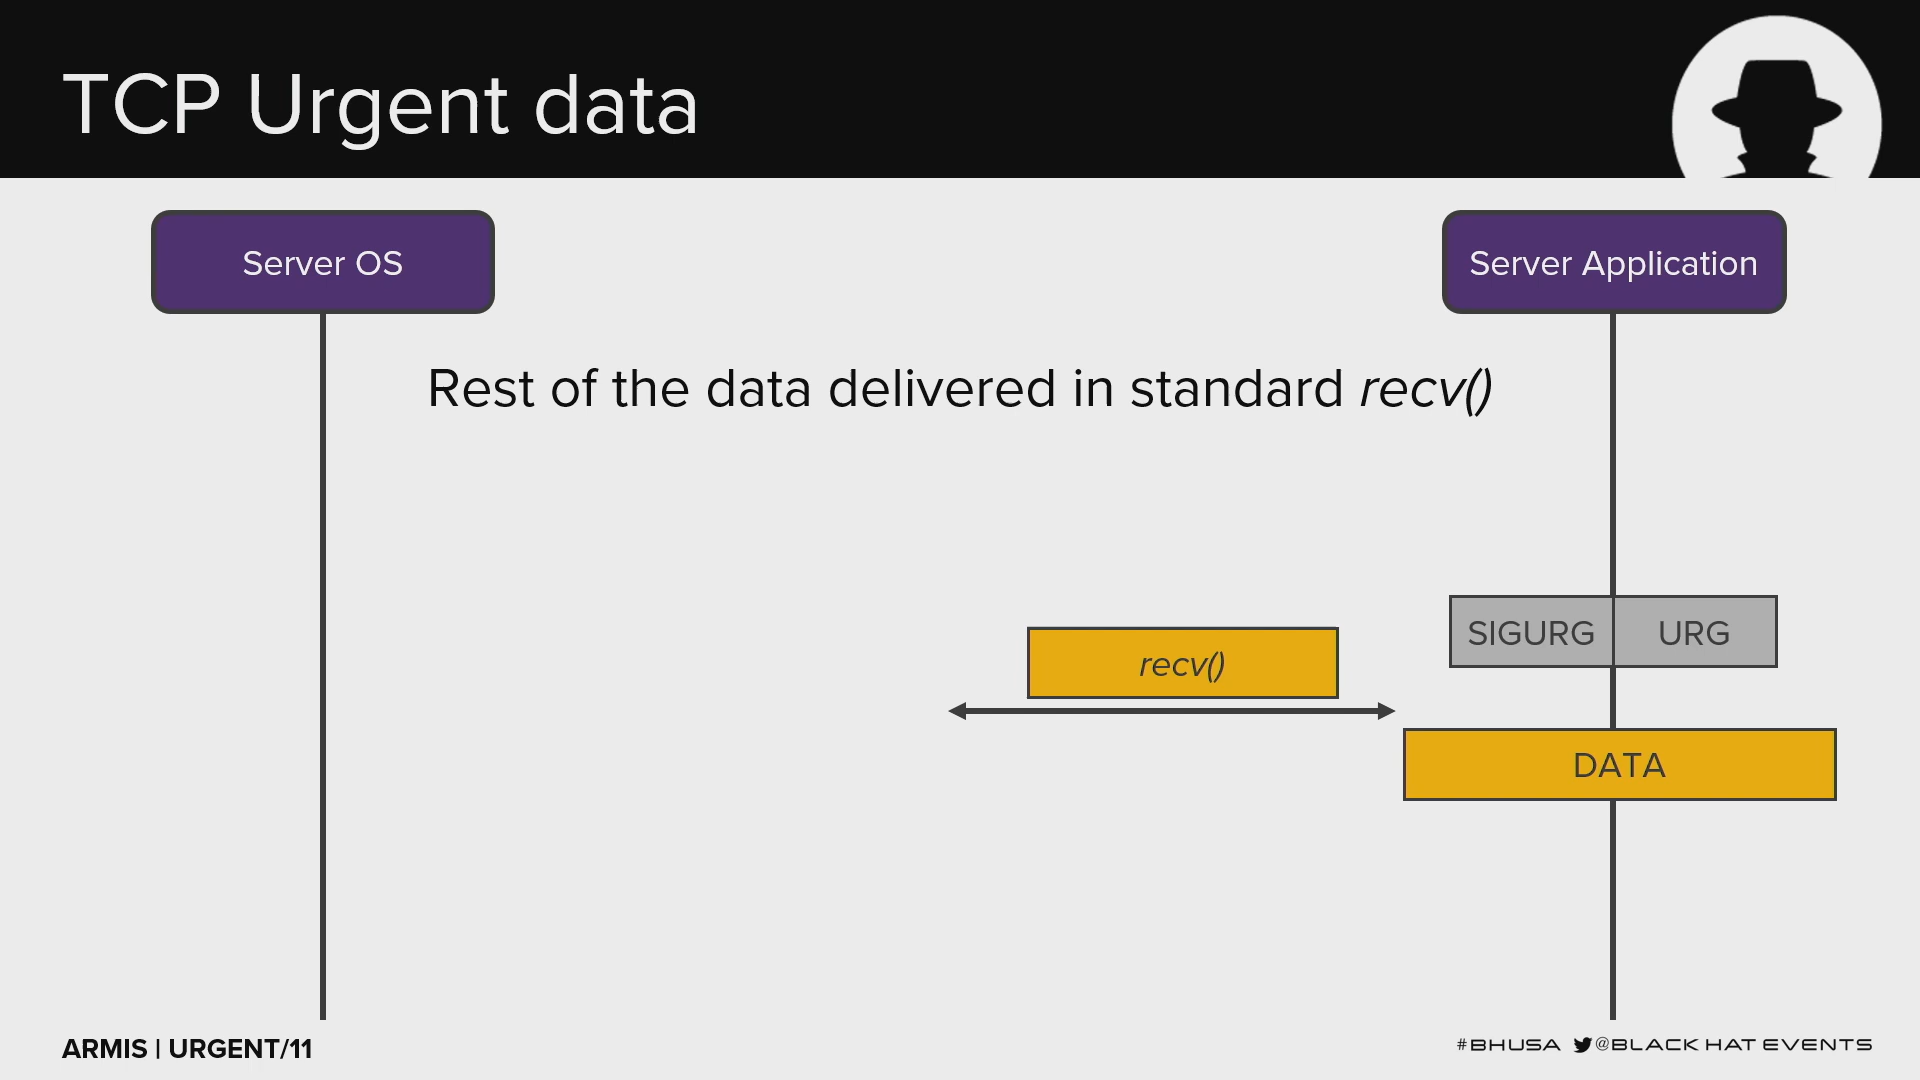 TCP Urgent data
Server OS
Server Application
Rest of the data delivered in standard recv()
SIGURG
URG
recv()
DATA
ARMIS | URGENT/11
#BHUSA @BLACK HAT EVENTS